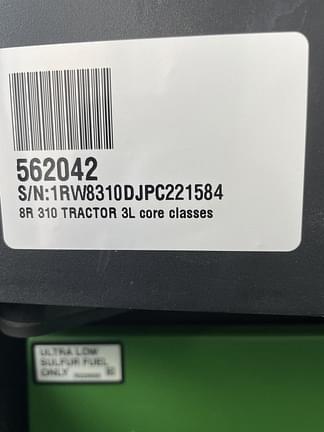 562042
S/N:1RW8310DJPC221584
8R 310 TRACTOR 3L core classes
ULTRA LOW
SULFUR FUEL
ONLY